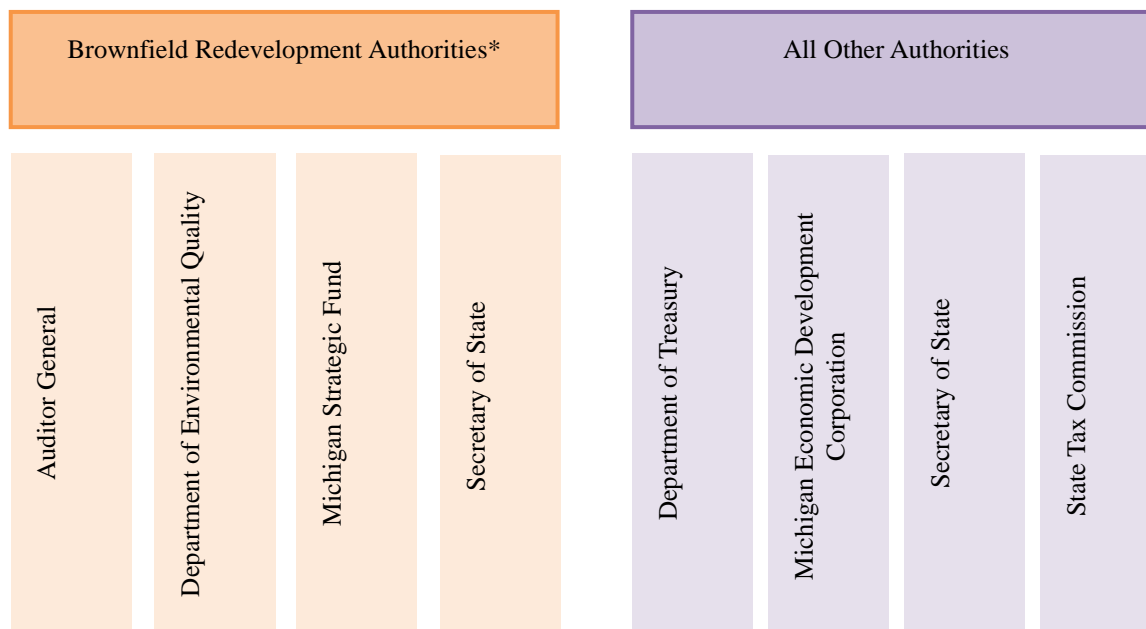 Brownfield Redevelopment Authorities*
All Other Authorities
Auditor General
Department of Environmental Quality
Michigan Strategic Fund
Secretary of State
Department of Treasury
Michigan Economic Development
Corporation
Secretary of State
State Tax Commission